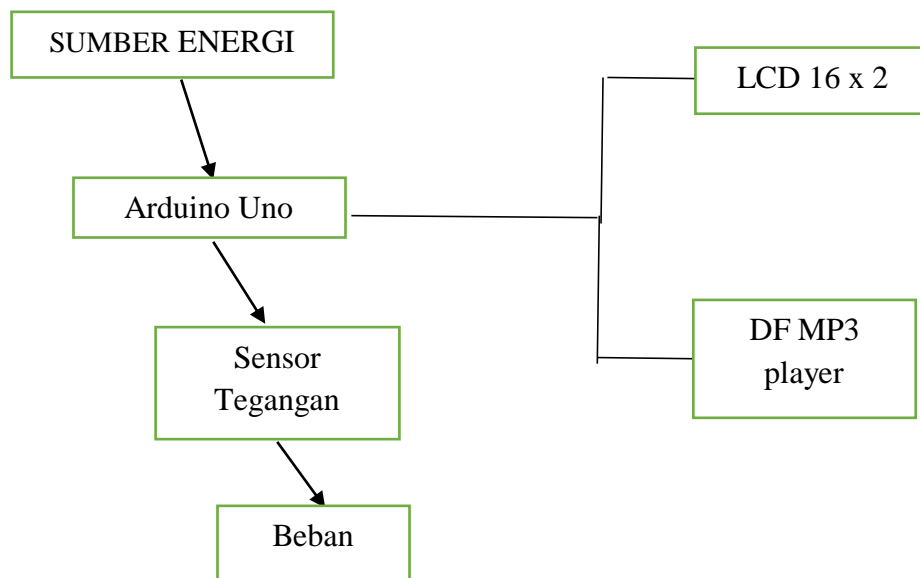 SUMBER ENERGI
LCD 16 x 2
Arduino Uno
Sensor
Tegangan
DF MP3
player
Beban